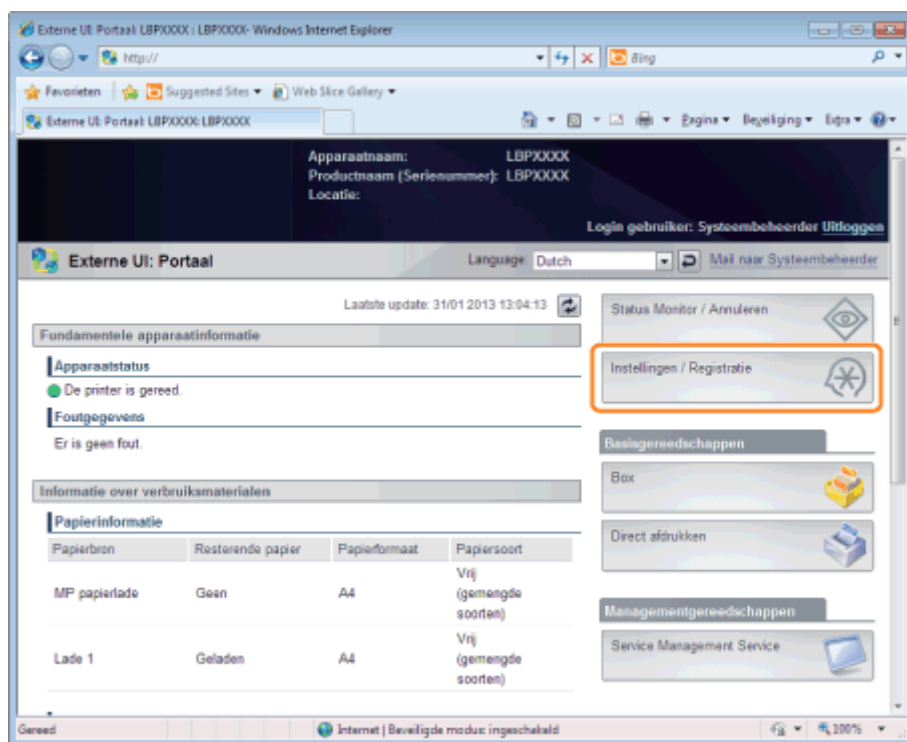 Externe UI: Portaal: LBPXXXX : LBPXXXX- Windows Internet Explorer
http://
Bing
Favorieten
Suggested Sites
Web Slice Gallery
Externe UI: Portaal: LBPXXXX: LBPXXXX
Pagina
Beveiliging
Extra
Apparaatnaam: LBPXXXX
Productnaam (Serienummer): LBPXXXX
Locatie:
Login gebruiker: Systeembeheerder Uitloggen
Externe UI: Portaal
Language: Dutch
Mail naar Systeembeheerder
Laatste update: 31/01 2013 13:04:13
Fundamentele apparaatinformatie
Apparaatstatus
De printer is gereed.
Foutgegevens
Er is geen fout.
Informatie over verbruiksmaterialen
Papierinformatie
Papierbron Resterende papier Papierformaat Papiersoort
MP papierlade Geen A4 Vrij (gemengde soorten)
Lade 1 Geladen A4 Vrij (gemengde soorten)
Status Monitor / Annuleren
Instellingen / Registratie
Basisgereedschappen
Box
Direct afdrukken
Managementgereedschappen
Service Management Service
Gereed
Internet | Beveiligde modus: ingeschakeld
100%